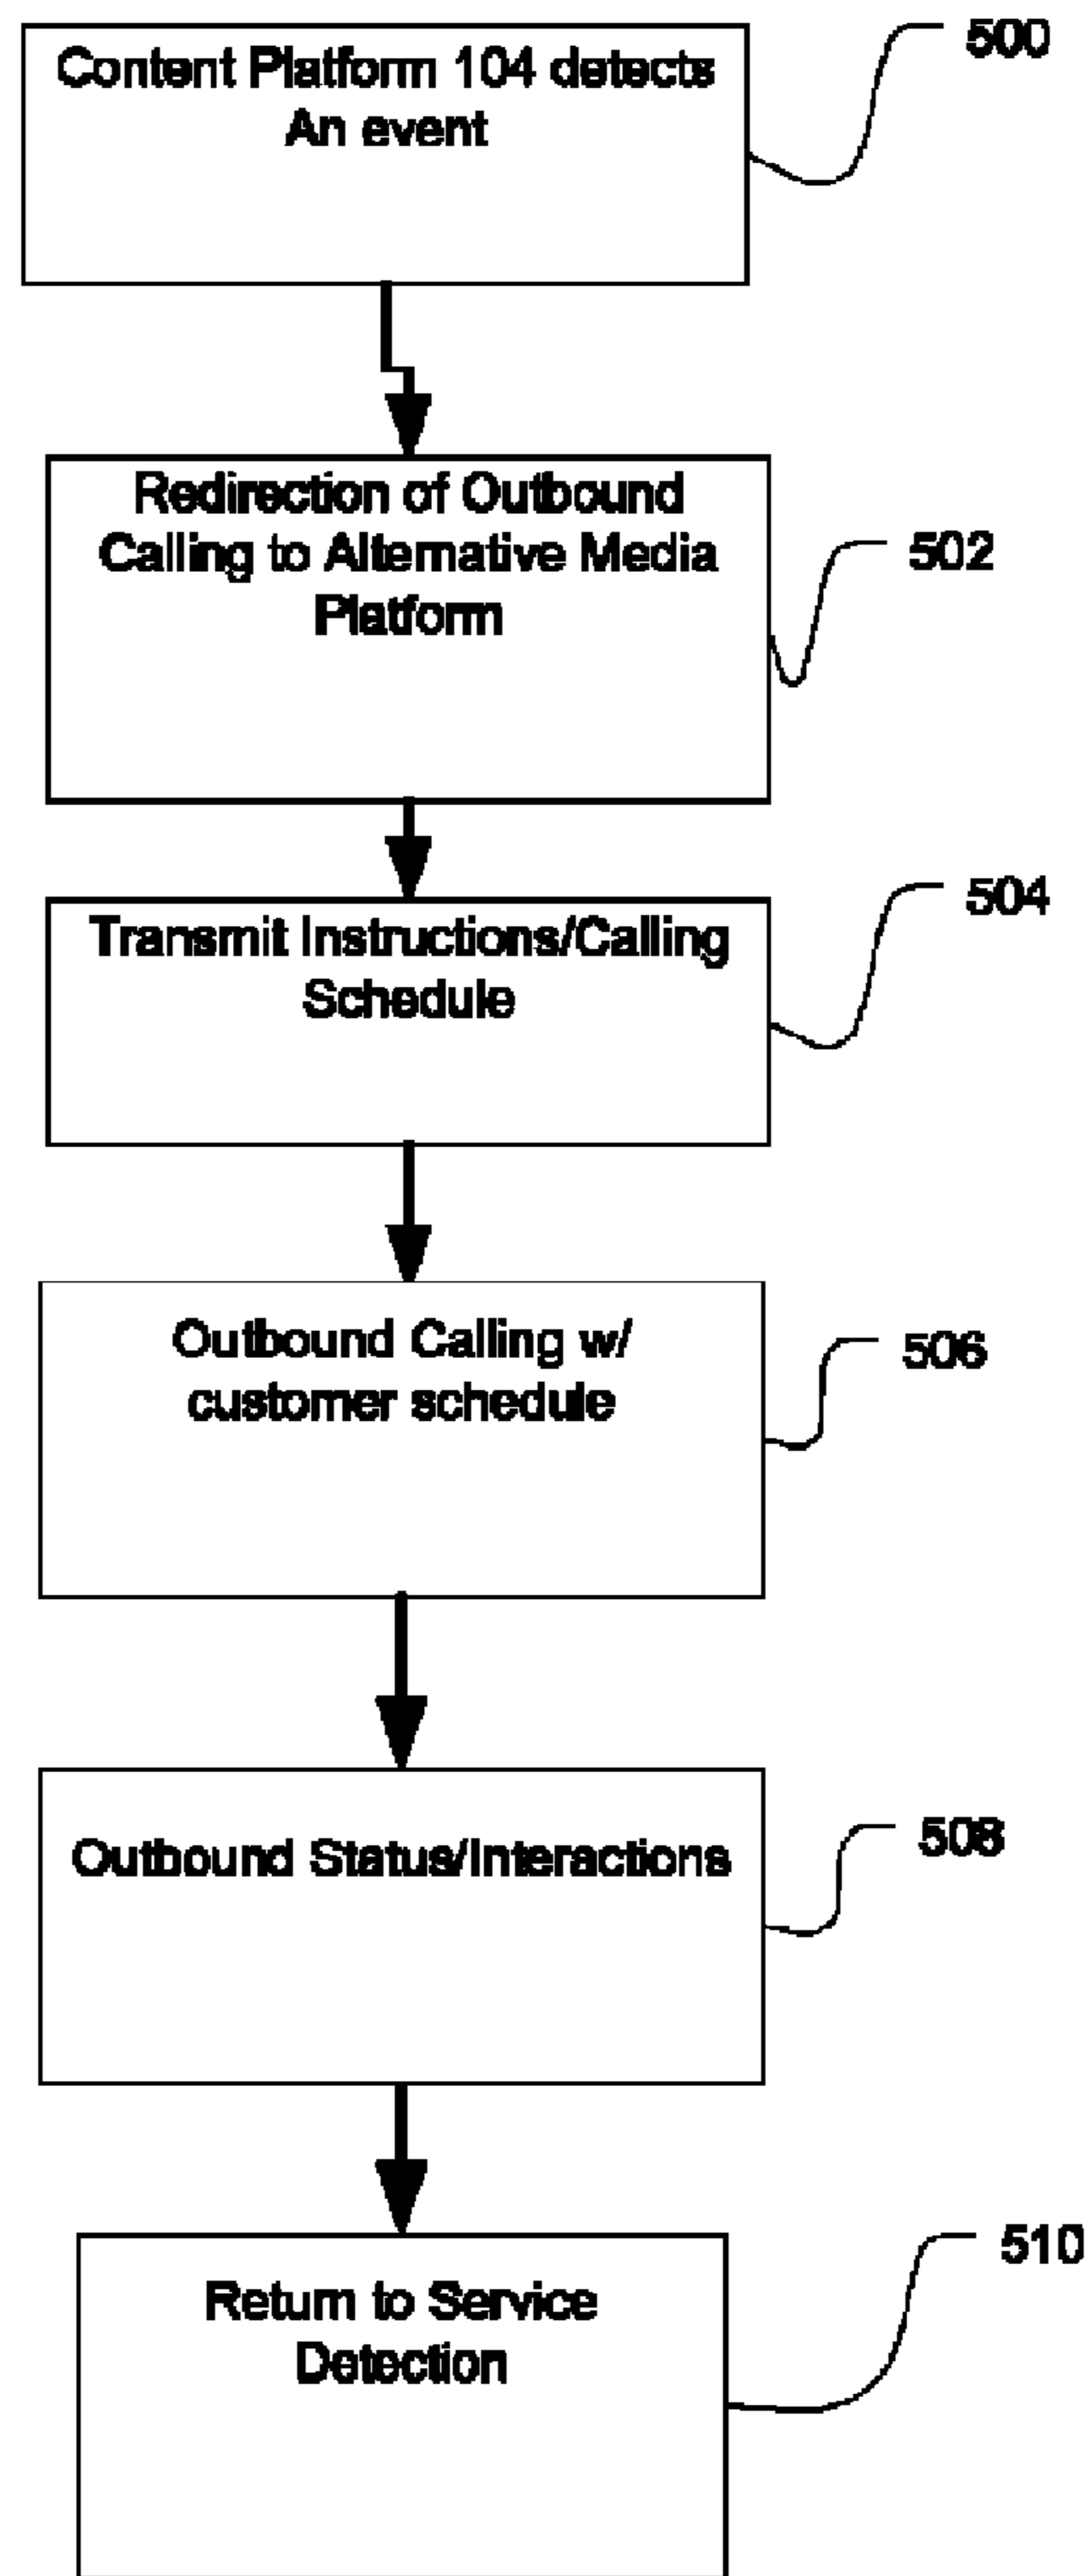 Content Platform 104 detects
An event
500
Redirection of Outbound
Calling to Alternative Media
Platform
502
Transmit Instructions/Calling
Schedule
504
Outbound Calling w/
customer schedule
506
Outbound Status/Interactions
508
Return to Service
Detection
510